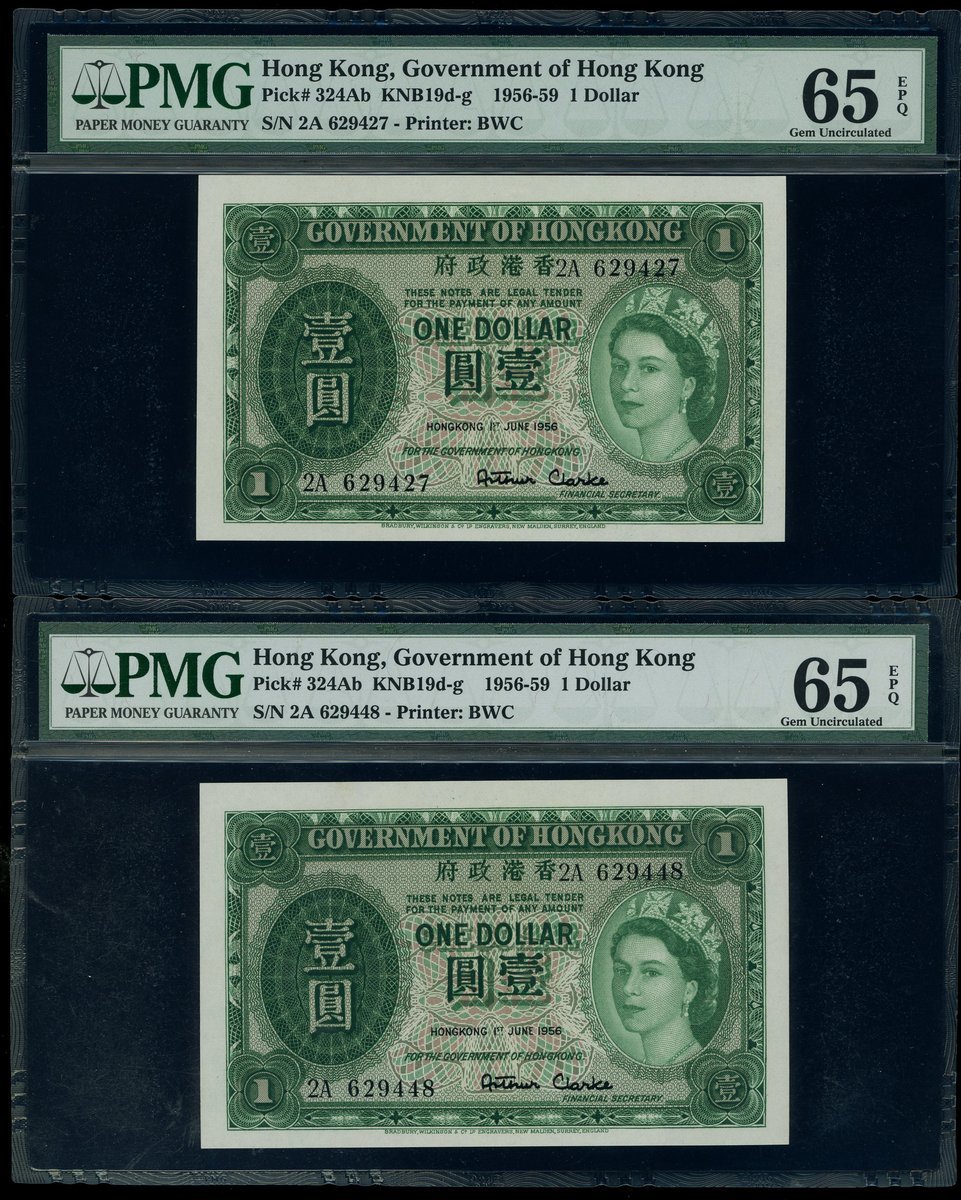 PMG
PAPER MONEY GUARANTY
Hong Kong, Government of Hong Kong
Pick# 324Ab KNB19d-g 1956-59 1 Dollar
S/N 2A 629427 - Printer: BWC
65 EPQ
Gem Uncirculated
壹
GOVERNMENT OF HONGKONG
1
府政港香
2A 629427
THESE NOTES ARE LEGAL TENDER
FOR THE PAYMENT OF ANY AMOUNT
ONE DOLLAR
圓壹
壹圓
HONGKONG 1ST JUNE 1956
FOR THE GOVERNMENT OF HONGKONG
1
2A 629427
Arthur Clarke
FINANCIAL SECRETARY.
壹
BRADBURY, WILKINSON & Co LD ENGRAVERS, NEW MALDEN, SURREY, ENGLAND
PMG
PAPER MONEY GUARANTY
Hong Kong, Government of Hong Kong
Pick# 324Ab KNB19d-g 1956-59 1 Dollar
S/N 2A 629448 - Printer: BWC
65 EPQ
Gem Uncirculated
壹
GOVERNMENT OF HONGKONG
1
府政港香
2A 629448
THESE NOTES ARE LEGAL TENDER
FOR THE PAYMENT OF ANY AMOUNT
ONE DOLLAR
圓壹
壹圓
HONGKONG 1ST JUNE 1956
FOR THE GOVERNMENT OF HONGKONG.
1
2A 629448
Arthur Clarke
FINANCIAL SECRETARY.
壹
BRADBURY, WILKINSON & Co LD ENGRAVERS, NEW MALDEN, SURREY, ENGLAND